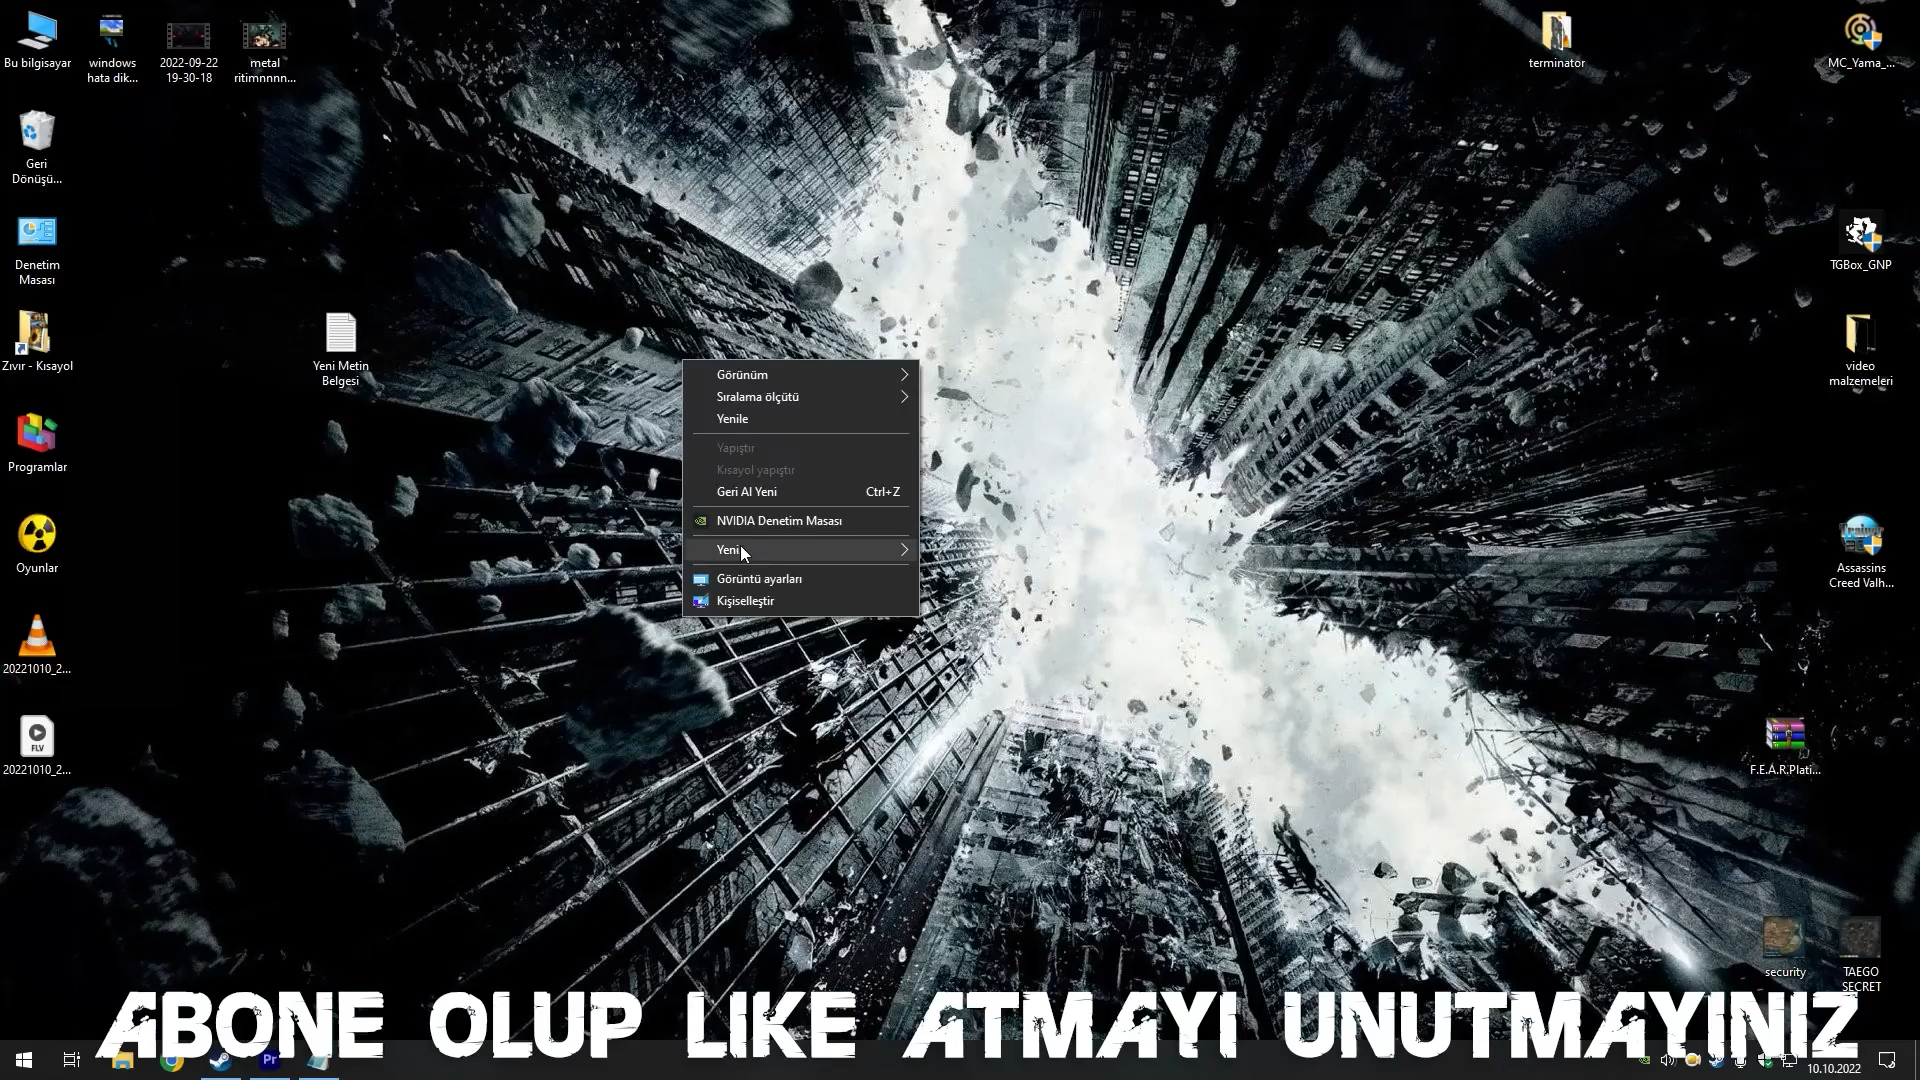 Bu bilgisayar
windows
hata dik...
2022-09-22
19-30-18
metal
ritimnnnn...
terminator
MC_Yama_...
Geri
Dönüşü...
Denetim
Masası
TGBox_GNP
Zıvır - Kısayol
Yeni Metin
Belgesi
video
malzemeleri
Görünüm
Sıralama ölçütü
Yenile
Yapıştır
Kısayol yapıştır
Geri Al Yeni Ctrl+Z
NVIDIA Denetim Masası
Yeni
Görüntü ayarları
Kişiselleştir
Programlar
Oyunlar
Assassins
Creed Valh...
20221010_2...
FLV
20221010_2...
F.E.A.R.Plati...
security
TAEGO
SECRET
ABONE OLUP LIKE ATMAYI UNUTMAYINIZ
Pr
10.10.2022